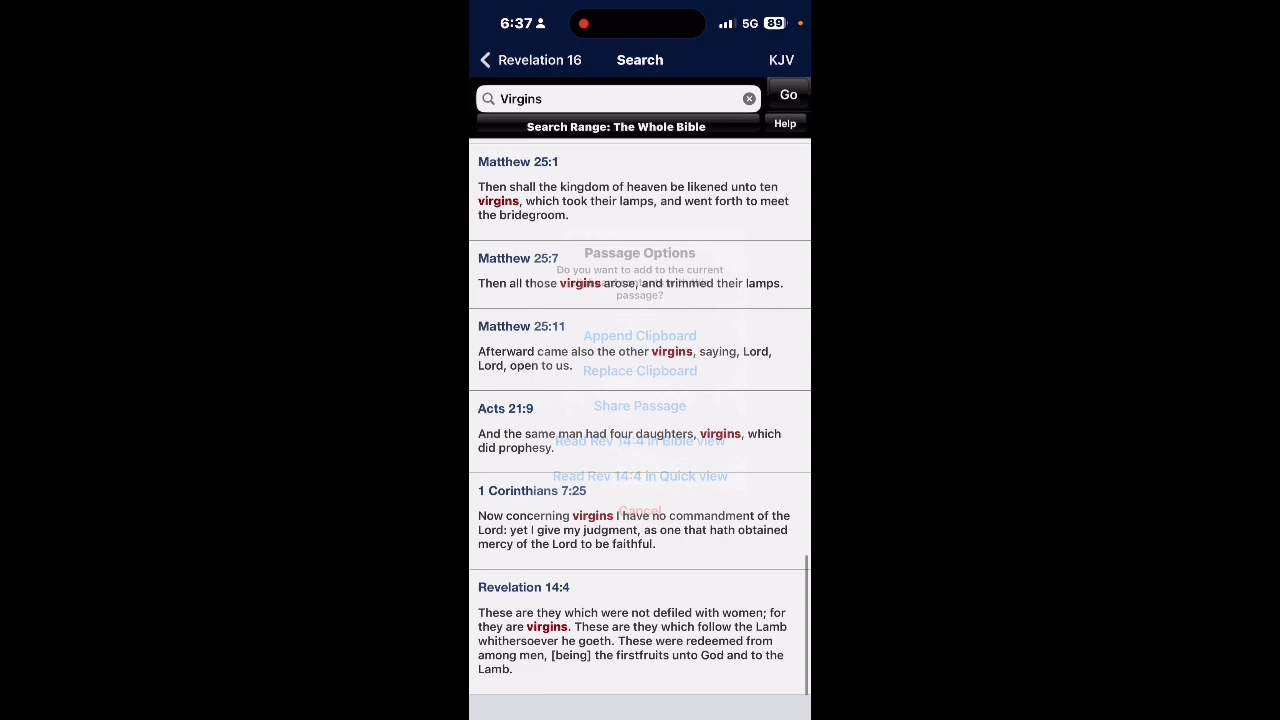 6:37
5G 89
Revelation 16 Search KJV
Virgins
Go
Search Range: The Whole Bible
Help
Matthew 25:1
Then shall the kingdom of heaven be likened unto ten
virgins, which took their lamps, and went forth to meet
the bridegroom.
Passage Options
Matthew 25:7
Do you want to add to the current
Then all those virgins arose, and trimmed their lamps.
passage?
Matthew 25:11
Append Clipboard
Afterward came also the other virgins, saying, Lord,
Lord, open to us.
Replace Clipboard
Acts 21:9
Share Passage
And the same man had four daughters, virgins, which
did prophesy.
Read Rev 14:4 in Bible view
Read Rev 14:4 in Quick view
1 Corinthians 7:25
Cancel
Now concerning virgins I have no commandment of the
Lord: yet I give my judgment, as one that hath obtained
mercy of the Lord to be faithful.
Revelation 14:4
These are they which were not defiled with women; for
they are virgins. These are they which follow the Lamb
whithersoever he goeth. These were redeemed from
among men, [being] the firstfruits unto God and to the
Lamb.